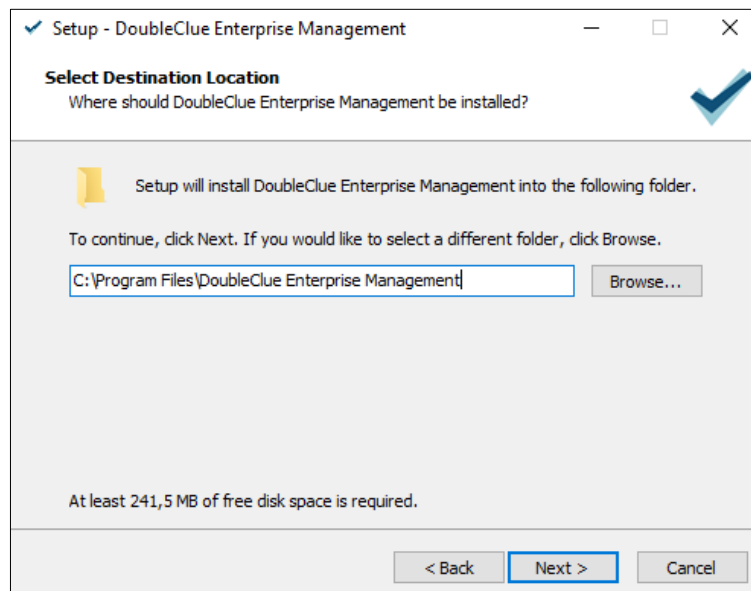 Setup - DoubleClue Enterprise Management
Select Destination Location
Where should DoubleClue Enterprise Management be installed?
Setup will install DoubleClue Enterprise Management into the following folder.
To continue, click Next. If you would like to select a different folder, click Browse.
C:\Program Files\DoubleClue Enterprise Management
Browse...
At least 241,5 MB of free disk space is required.
< Back
Next >
Cancel